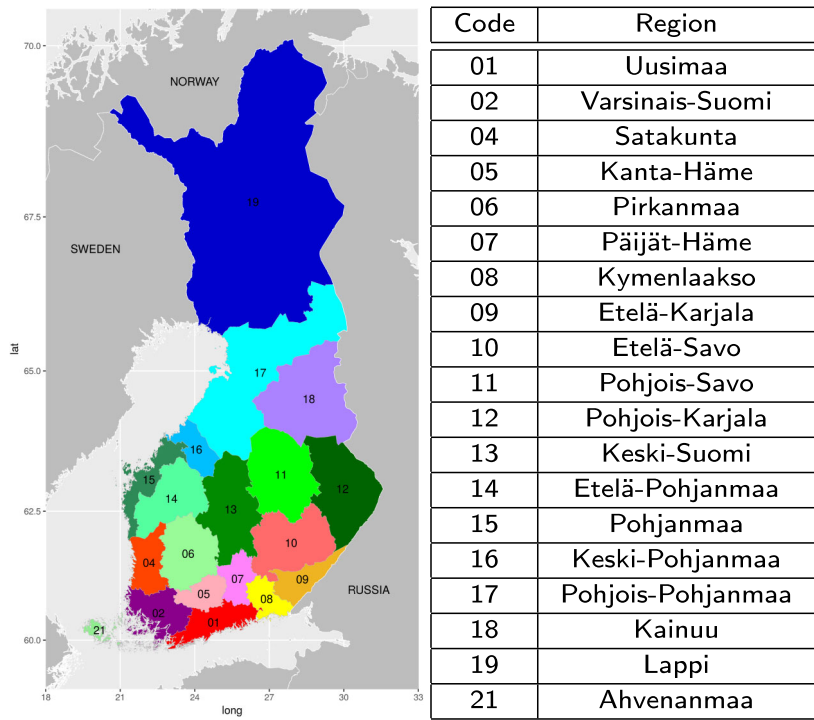 70.0
67.5
65.0
62.5
60.0
lat
18 21 24 27 30 33
long
NORWAY
SWEDEN
RUSSIA
19
17
18
16
15
14
11
12
13
10
06
04
07
09
05
08
02
01
21
Code Region
01 Uusimaa
02 Varsinais-Suomi
04 Satakunta
05 Kanta-Häme
06 Pirkanmaa
07 Päijät-Häme
08 Kymenlaakso
09 Etelä-Karjala
10 Etelä-Savo
11 Pohjois-Savo
12 Pohjois-Karjala
13 Keski-Suomi
14 Etelä-Pohjanmaa
15 Pohjanmaa
16 Keski-Pohjanmaa
17 Pohjois-Pohjanmaa
18 Kainuu
19 Lappi
21 Ahvenanmaa